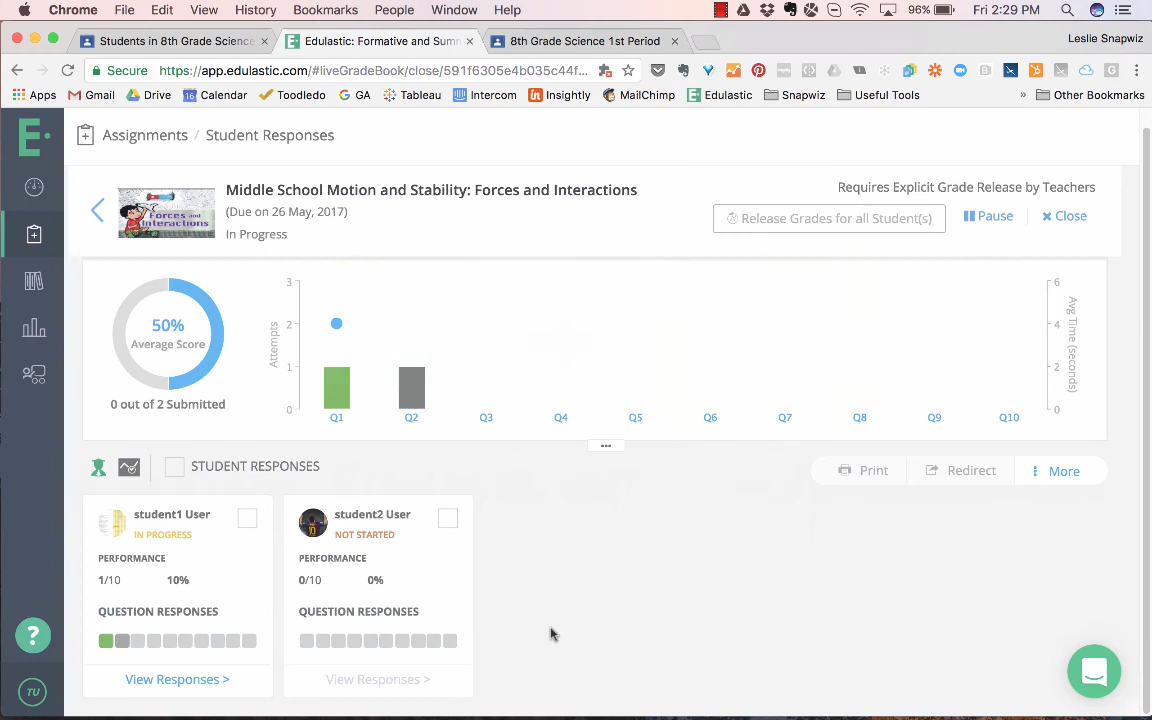 Chrome File Edit View History Bookmarks People Window Help 96% Fri 2:29 PM
Students in 8th Grade Science Edulastic: Formative and Summ 8th Grade Science 1st Period Leslie Snapwiz
Secure https://app.edulastic.com/#liveGradeBook/close/591f6305e4b035c44f...
Apps Gmail Drive 16 Calendar Toodledo GA Tableau Intercom Insightly MailChimp Edulastic Snapwiz Useful Tools » Other Bookmarks
E
Assignments / Student Responses
Middle School Motion and Stability: Forces and Interactions
Requires Explicit Grade Release by Teachers
Forces and
Interactions
(Due on 26 May, 2017)
In Progress
Release Grades for all Student(s) Pause Close
50%
Average Score
0 out of 2 Submitted
Attempts
3
2
1
0
Q1 Q2 Q3 Q4 Q5 Q6 Q7 Q8 Q9 Q10
6
4
2
0
Avg Time (seconds)
STUDENT RESPONSES
Print Redirect More
student1 User
IN PROGRESS
PERFORMANCE
1/10 10%
QUESTION RESPONSES
View Responses >
student2 User
NOT STARTED
PERFORMANCE
0/10 0%
QUESTION RESPONSES
View Responses >
?
TU